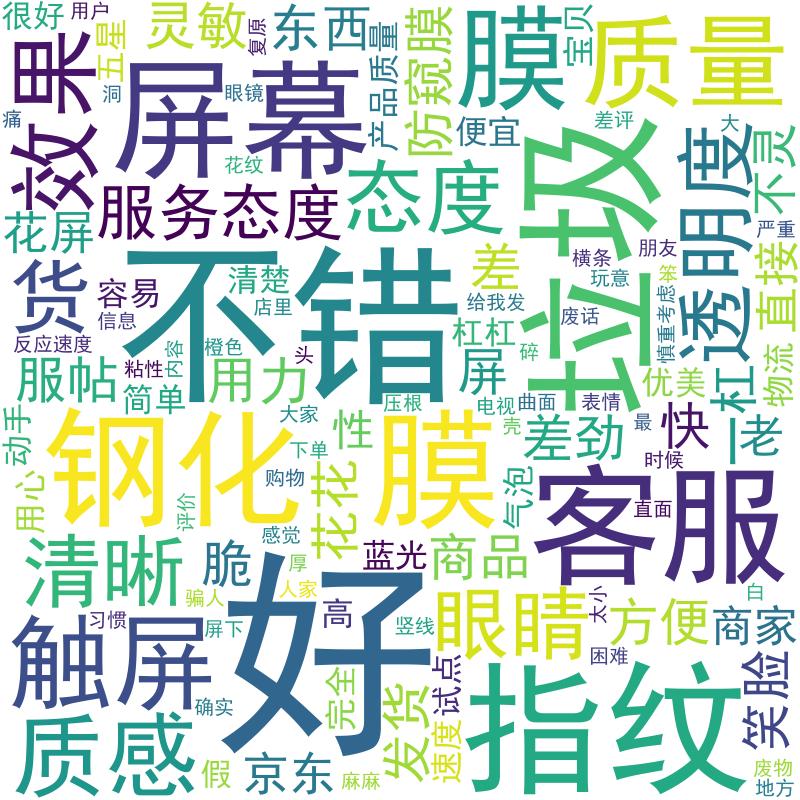 很好
用户
灵敏
复原
东西
产品质量
宝贝
防窥膜
膜
质量
五星
效果
洞
痛
屏幕
眼镜
便宜
差评
大
花纹
垃圾
透明度
不灵
服务态度
态度
花屏
严重
货
容易
清楚
差
横条
朋友
直接
信息
店里
不错
给我发
玩意
笨
慎重考虑
反应速度
粘性
内容
橙色
头
杠杠
废话
碎
服帖
简单
用力
屏
优美
杠
物流
大家
压根
电视
曲面
表情
最
快
一老
动手
钢化膜
性
下单
壳
差劲
时候
用心
评价
购物
花花
气泡
客服
直面
感觉
清晰
脆
厚
蓝光
商品
骗人
人家
好
眼睛
太小
白
方便
商家
触屏
习惯
屏下
高
竖线
困难
笑脸
质感
确实
完全
发货
试点
速度
指纹
假
京东
麻麻
废物
地方